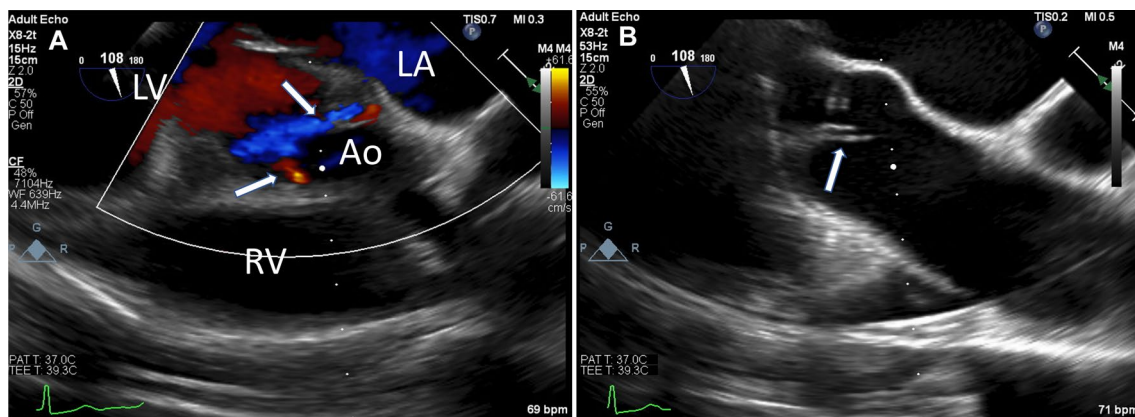 Adult Echo
TIS0.7 MI 0.3
X8-2t
15Hz
15cm
A
0 108 180
Z 2.0
2D
57%
C 50
P Off
Gen
CF
48%
7104Hz
WF 639Hz
4.4MHz
P
M4 M4
+61.6
-61.6
cm/s
LV
LA
Ao
RV
G
P R
PAT T: 37.0C
TEE T: 39.3C
69 bpm
Adult Echo
TIS0.2 MI 0.5
X8-2t
53Hz
15cm
B
0 108 180
Z 2.0
2D
55%
C 50
P Off
Gen
P
M4
G
P R
PAT T: 37.0C
TEE T: 39.3C
71 bpm